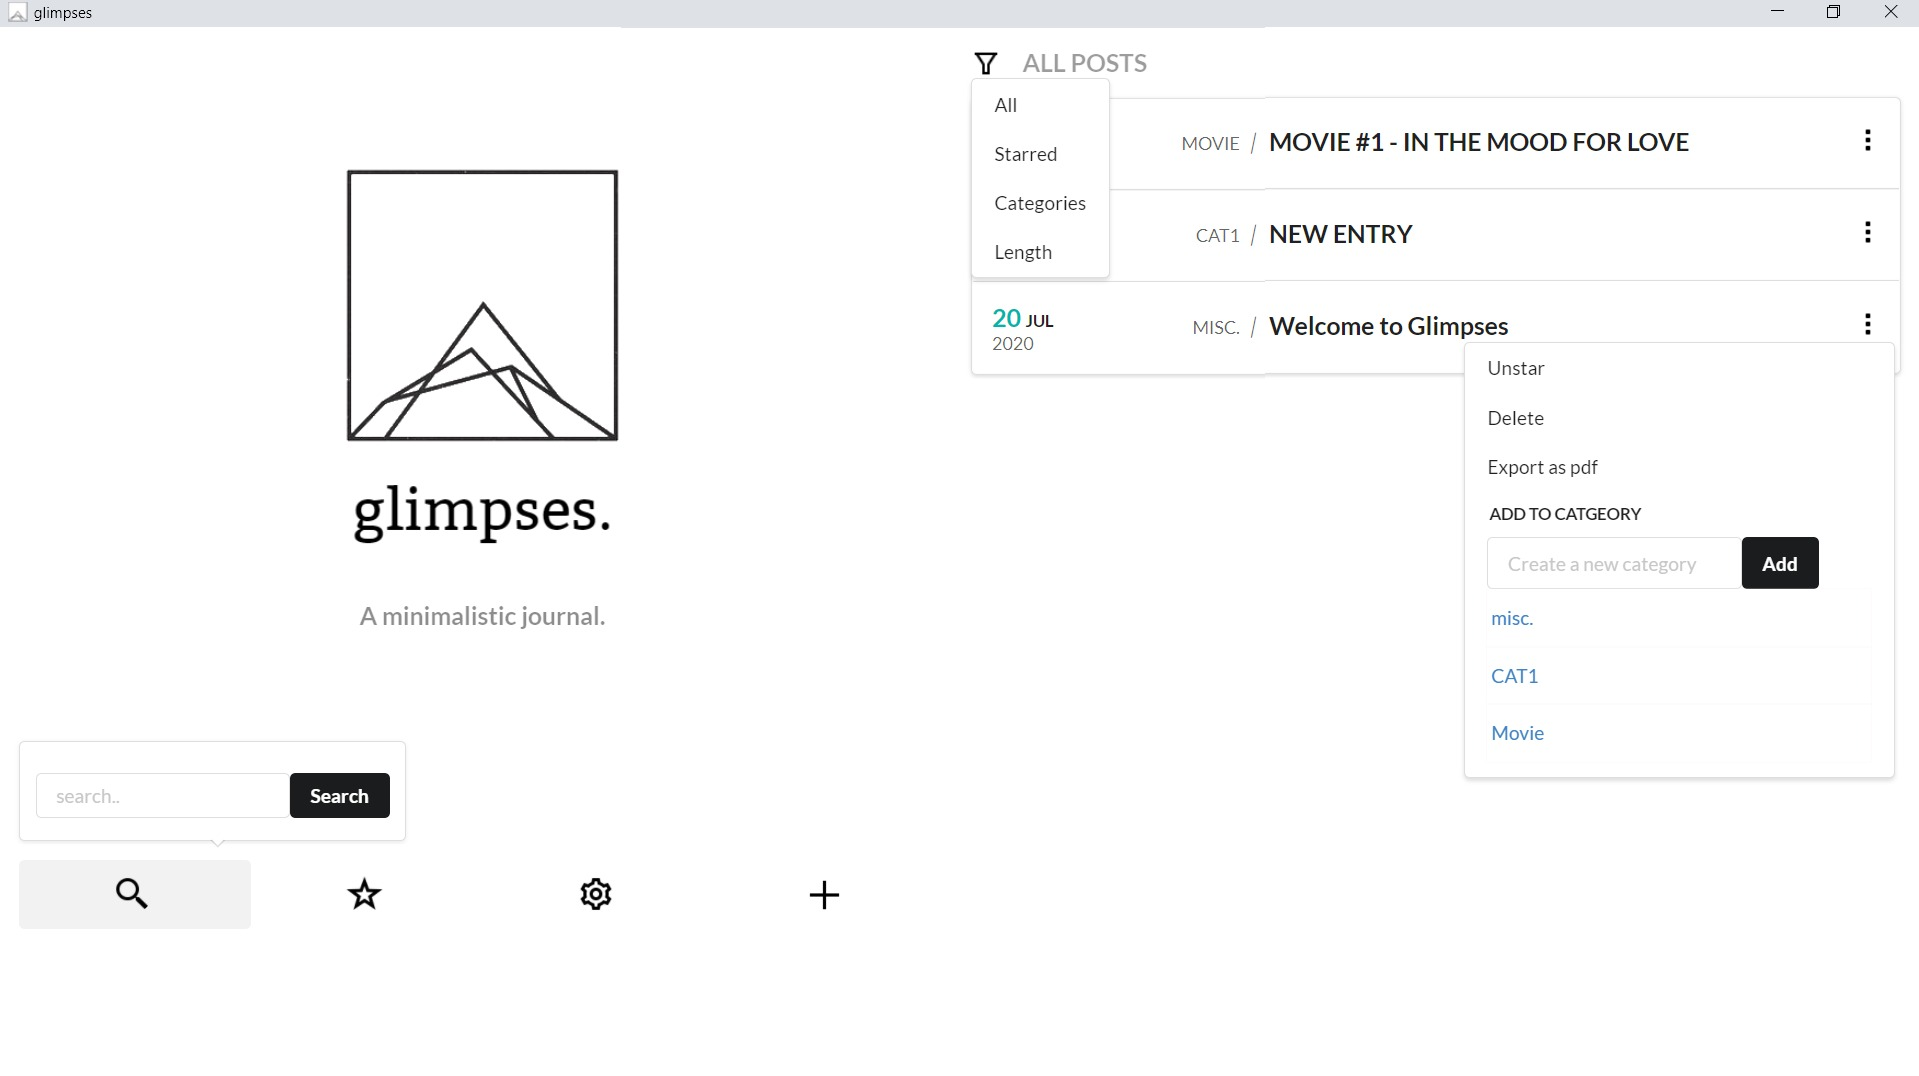 glimpses
glimpses.
A minimalistic journal.
search..
Search
ALL POSTS
All
Starred
Categories
Length
MOVIE / MOVIE #1 - IN THE MOOD FOR LOVE
CAT1 / NEW ENTRY
20 JUL
2020
MISC. / Welcome to Glimpses
Unstar
Delete
Export as pdf
ADD TO CATGEORY
Create a new category
Add
misc.
CAT1
Movie